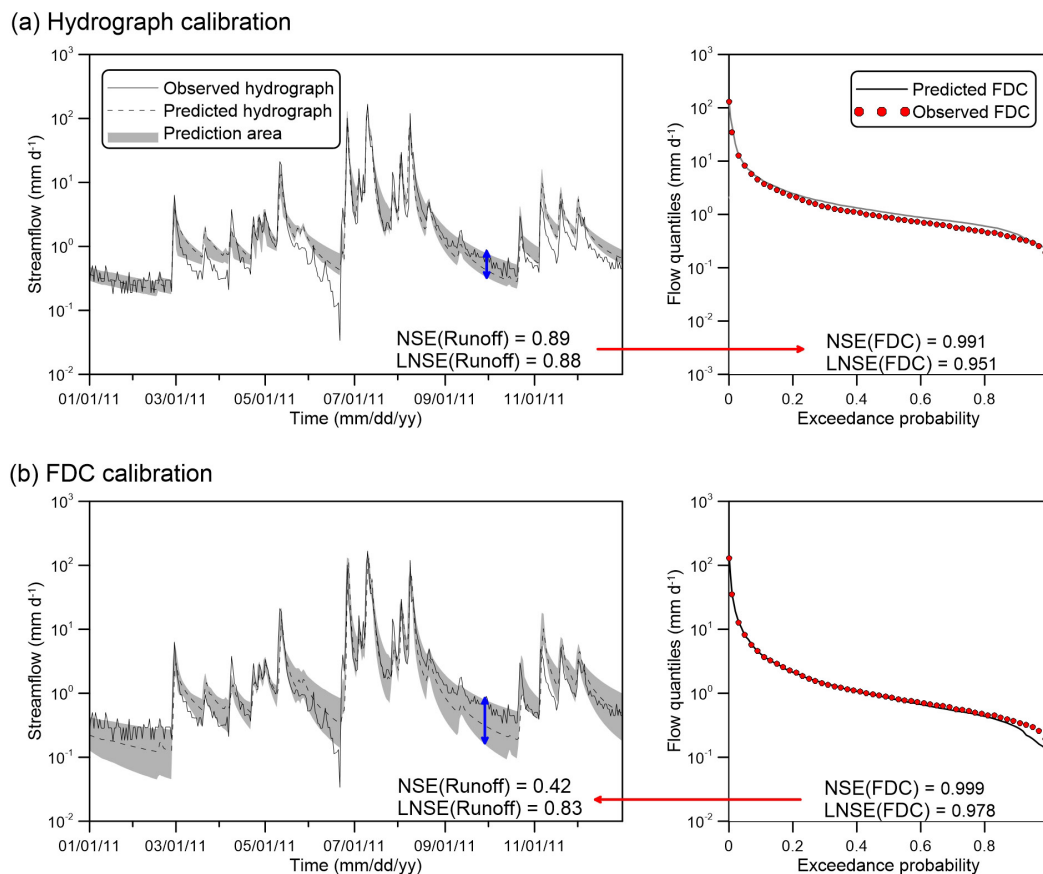 (a) Hydrograph calibration
10³
10²
10¹
10⁰
10⁻¹
10⁻²
Streamflow (mm d⁻¹)
Observed hydrograph
Predicted hydrograph
Prediction area
NSE(Runoff) = 0.89
LNSE(Runoff) = 0.88
01/01/11 03/01/11 05/01/11 07/01/11 09/01/11 11/01/11
Time (mm/dd/yy)
10³
10²
10¹
10⁰
10⁻¹
10⁻²
10⁻³
Flow quantiles (mm d⁻¹)
Predicted FDC
Observed FDC
NSE(FDC) = 0.991
LNSE(FDC) = 0.951
0 0.2 0.4 0.6 0.8
Exceedance probability
(b) FDC calibration
10³
10²
10¹
10⁰
10⁻¹
10⁻²
Streamflow (mm d⁻¹)
NSE(Runoff) = 0.42
LNSE(Runoff) = 0.83
01/01/11 03/01/11 05/01/11 07/01/11 09/01/11 11/01/11
Time (mm/dd/yy)
10³
10²
10¹
10⁰
10⁻¹
10⁻²
Flow quantiles (mm d⁻¹)
NSE(FDC) = 0.999
LNSE(FDC) = 0.978
0 0.2 0.4 0.6 0.8
Exceedance probability